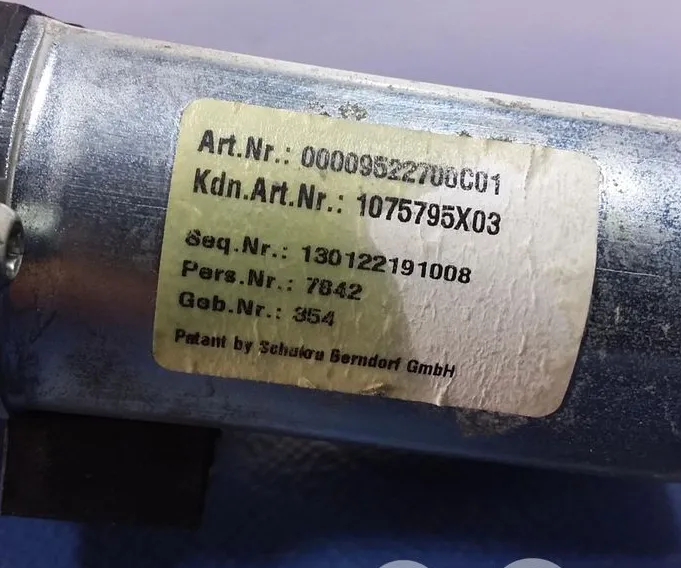 Art.Nr.: 00009522700C01
Kdn.Art.Nr.: 1075795X03
Seq.Nr.: 130122191008
Pers.Nr.: 7842
Geb.Nr.: 354
Patent by Schukra Berndorf GmbH